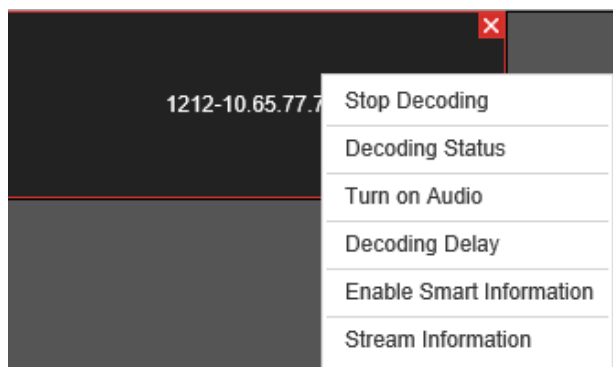 1212-10.65.77.7
Stop Decoding
Decoding Status
Turn on Audio
Decoding Delay
Enable Smart Information
Stream Information